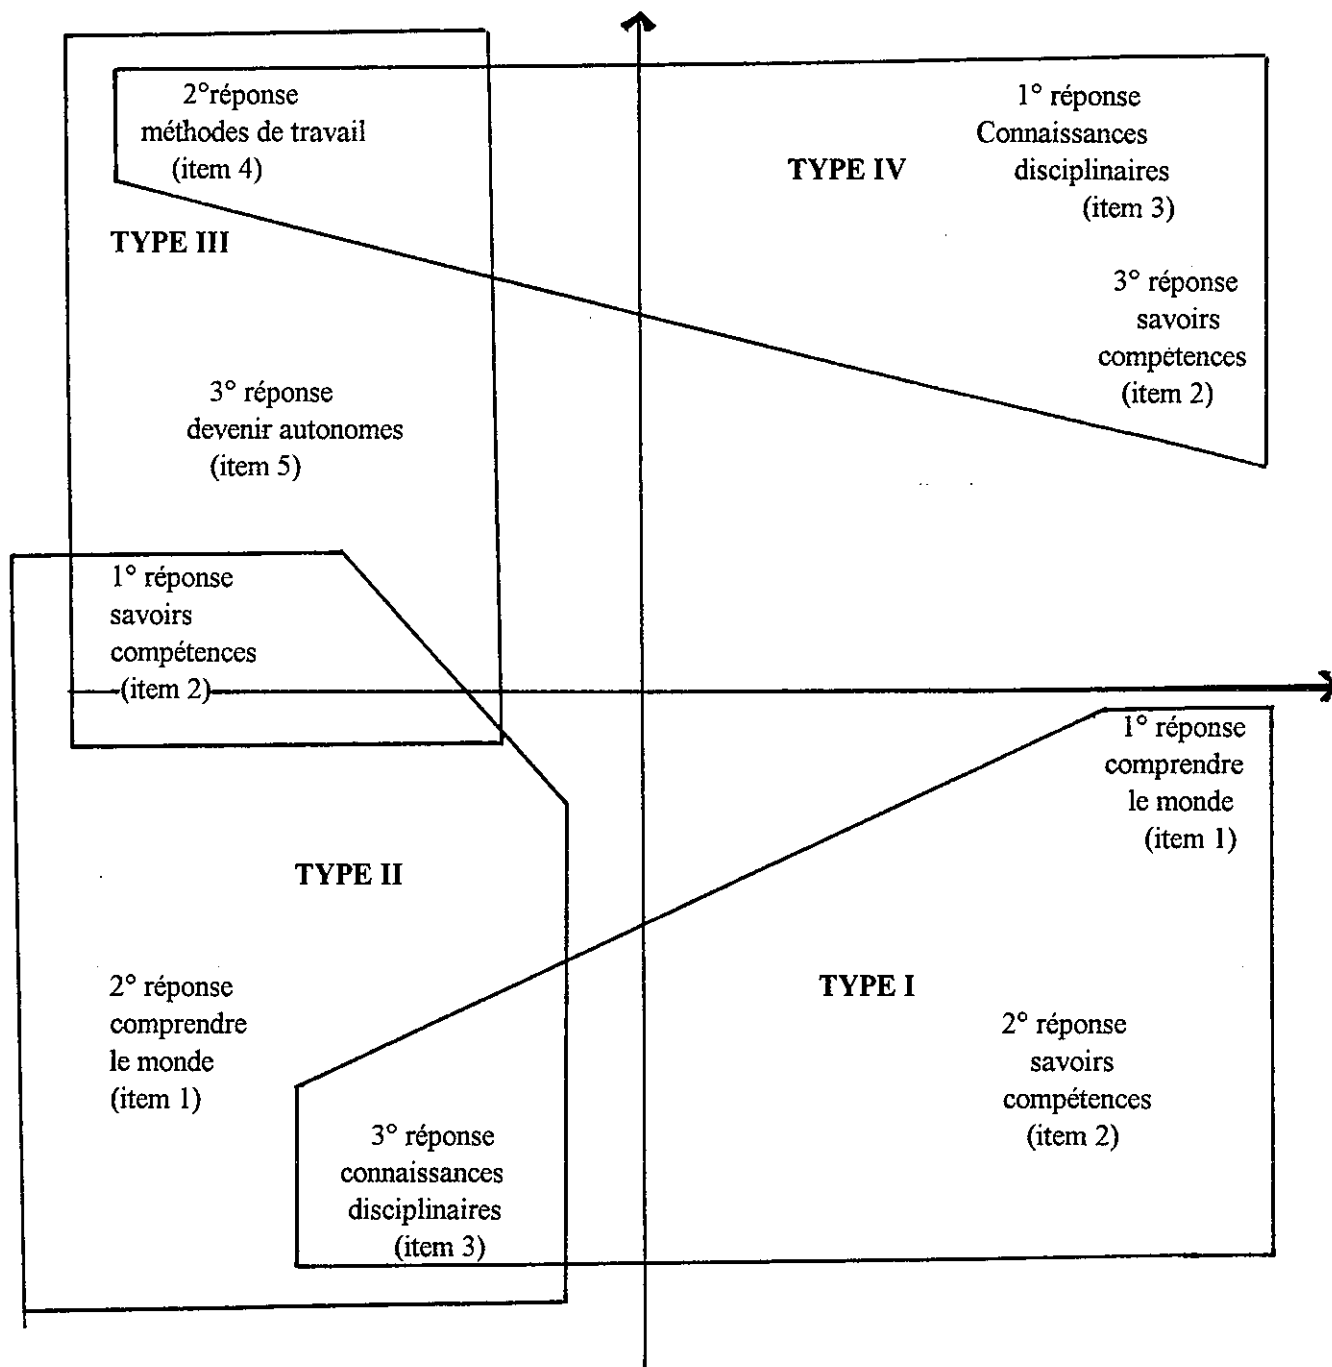 2°réponse
méthodes de travail
(item 4)
1° réponse
Connaissances
disciplinaires
(item 3)
TYPE IV
TYPE III
3° réponse
savoirs
compétences
(item 2)
3° réponse
devenir autonomes
(item 5)
1° réponse
savoirs
compétences
(item 2)
1° réponse
comprendre
le monde
(item 1)
TYPE II
2° réponse
comprendre
le monde
(item 1)
TYPE I
2° réponse
savoirs
compétences
(item 2)
3° réponse
connaissances
disciplinaires
(item 3)